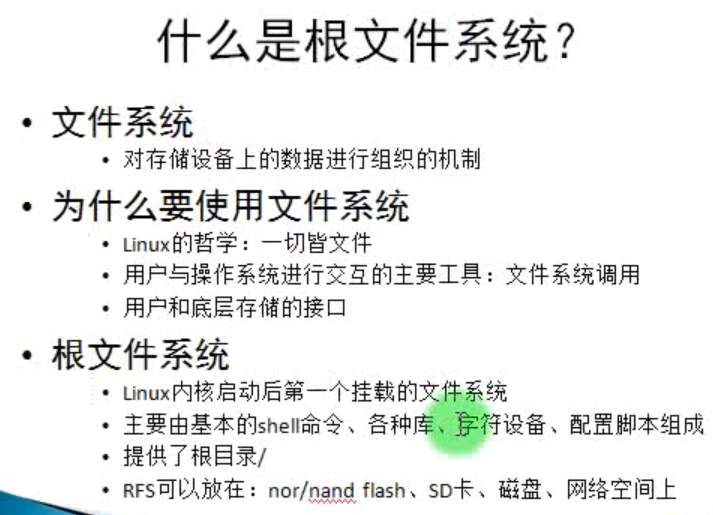 什么是根文件系统?
• 文件系统
• 对存储设备上的数据进行组织的机制
• 为什么要使用文件系统
• Linux的哲学：一切皆文件
• 用户与操作系统进行交互的主要工具：文件系统调用
• 用户和底层存储的接口
• 根文件系统
• Linux内核启动后第一个挂载的文件系统
• 主要由基本的shell命令、各种库、字符设备、配置脚本组成
• 提供了根目录/
• RFS可以放在：nor/nand flash、SD卡、磁盘、网络空间上